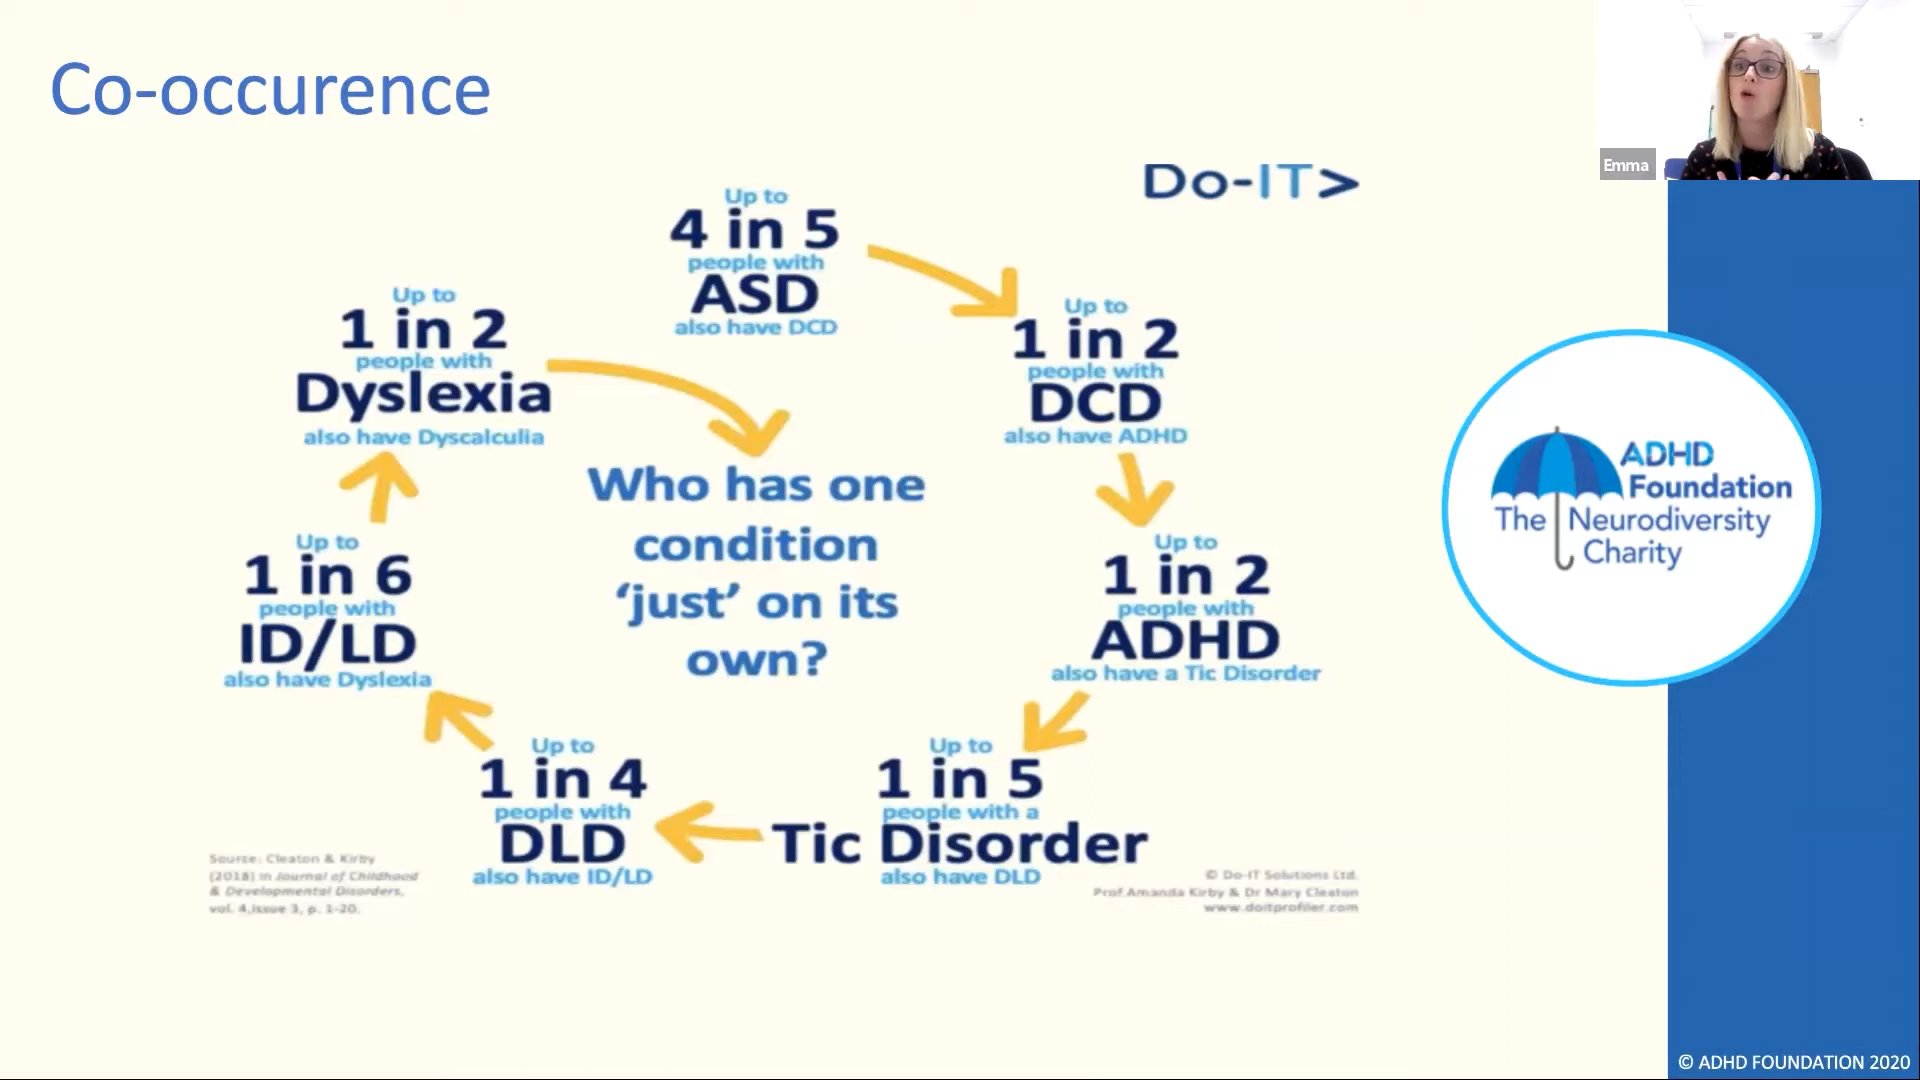 Co-occurence
Emma
Do-IT>
Up to
4 in 5
people with
ASD
also have DCD
Up to
1 in 2
people with
DCD
also have ADHD
Up to
1 in 2
people with
ADHD
also have a Tic Disorder
Up to
1 in 5
people with a
Tic Disorder
also have DLD
Up to
1 in 4
people with
DLD
also have ID/LD
Up to
1 in 6
people with
ID/LD
also have Dyslexia
Up to
1 in 2
people with
Dyslexia
also have Dyscalculia
Who has one
condition
‘just’ on its
own?
Source: Cleaton & Kirby
(2018) in Journal of Childhood
& Developmental Disorders,
vol. 4,Issue 3, p. 1-20.
© Do-IT Solutions Ltd.
Prof Amanda Kirby & Dr Mary Cleaton
www.doitprofiler.com
ADHD
Foundation
The Neurodiversity
Charity
© ADHD FOUNDATION 2020